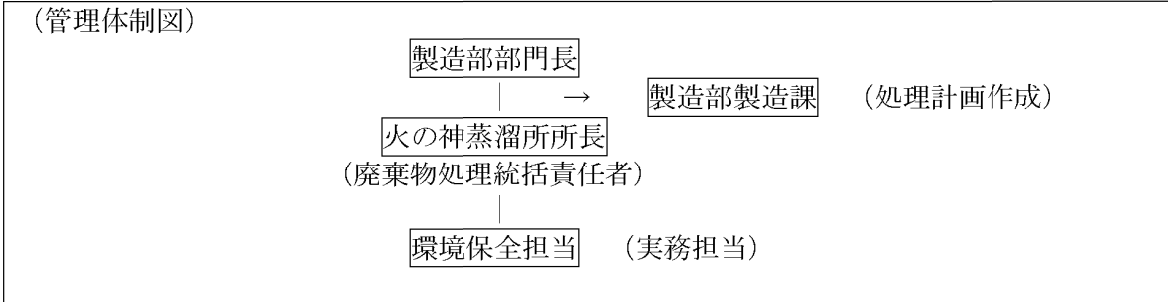 （管理体制図）
製造部部門長
→ 製造部製造課 （処理計画作成）
火の神蒸溜所所長
（廃棄物処理統括責任者）
環境保全担当 （実務担当）